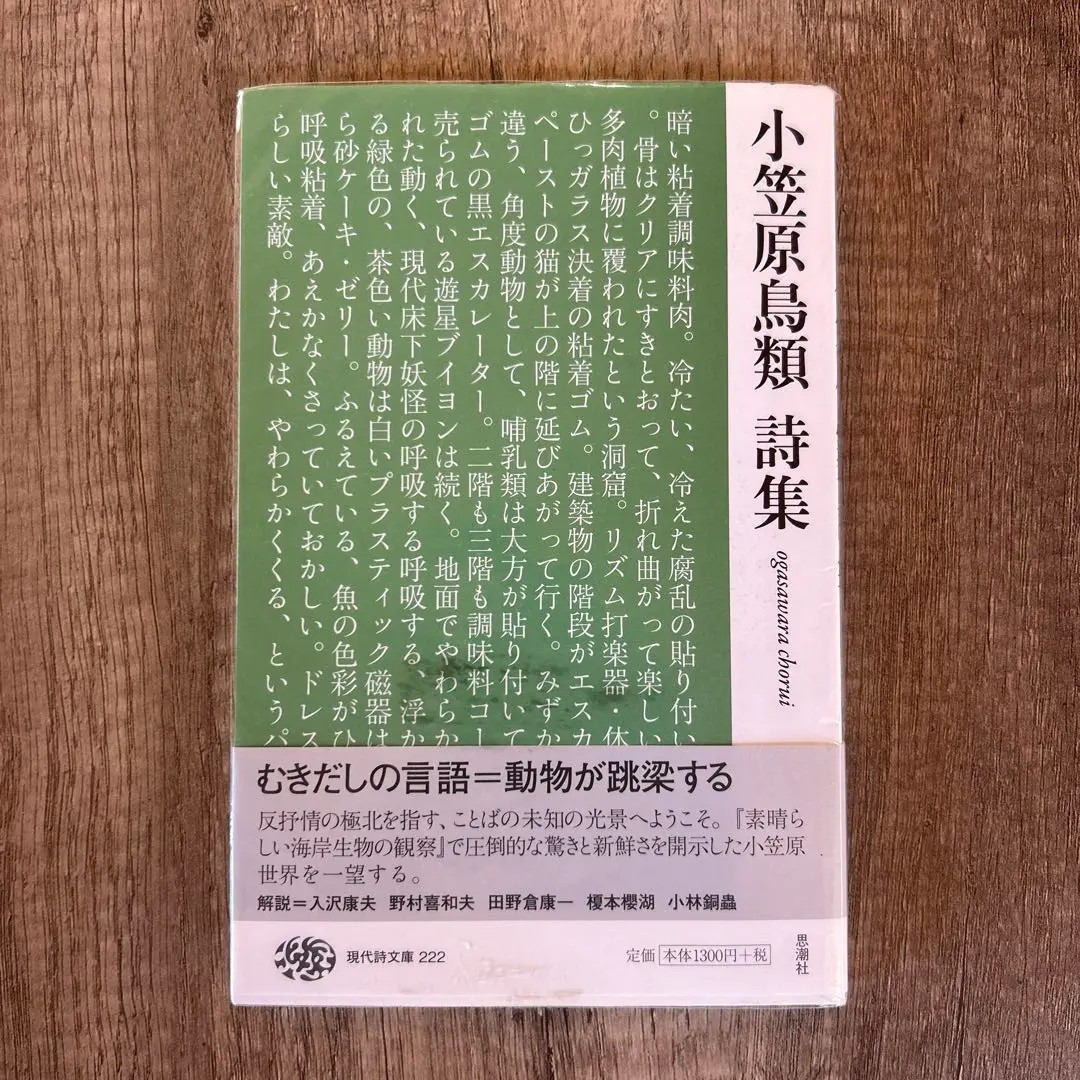 小笠原鳥類 詩集
ogasawara chorui
暗い粘着調味料肉。冷たい、冷えた腐乱の貼り付い
。骨はクリアにすきとおって、折れ曲がって楽しい
多肉植物に覆われたという洞窟。リズム打楽器 体
ひっガラス決着の粘着ゴム。建築物の階段がエスカ
ペーストの猫が上の階に延びあがって行く。みずか
違う、角度動物として、哺乳類は大方が貼り付いて
ゴムの黒エスカレーター。二階も三階も調味料コー
売られている遊星ブイヨンは続く。地面でやわらか
れた動く、現代床下妖怪の呼吸する呼吸する、浮か
る緑色の、茶色い動物は白いプラスティック磁器は
ら砂ケーキ・ゼリー。ふるえている、魚の色彩がひ
呼吸粘着、あえかなくさっていておかしい。ドレス
らしい素敵。わたしは、やわらかくくる、というパ
むきだしの言語＝動物が跳梁する
反抒情の極北を指す、ことばの未知の光景へようこそ。『素晴ら
しい海岸生物の観察』で圧倒的な驚きと新鮮さを開示した小笠原
世界を一望する。
解説＝入沢康夫 野村喜和夫 田野倉康一 榎本櫻湖 小林銅蟲
現代詩文庫 222
定価 本体1300円＋税
思潮社